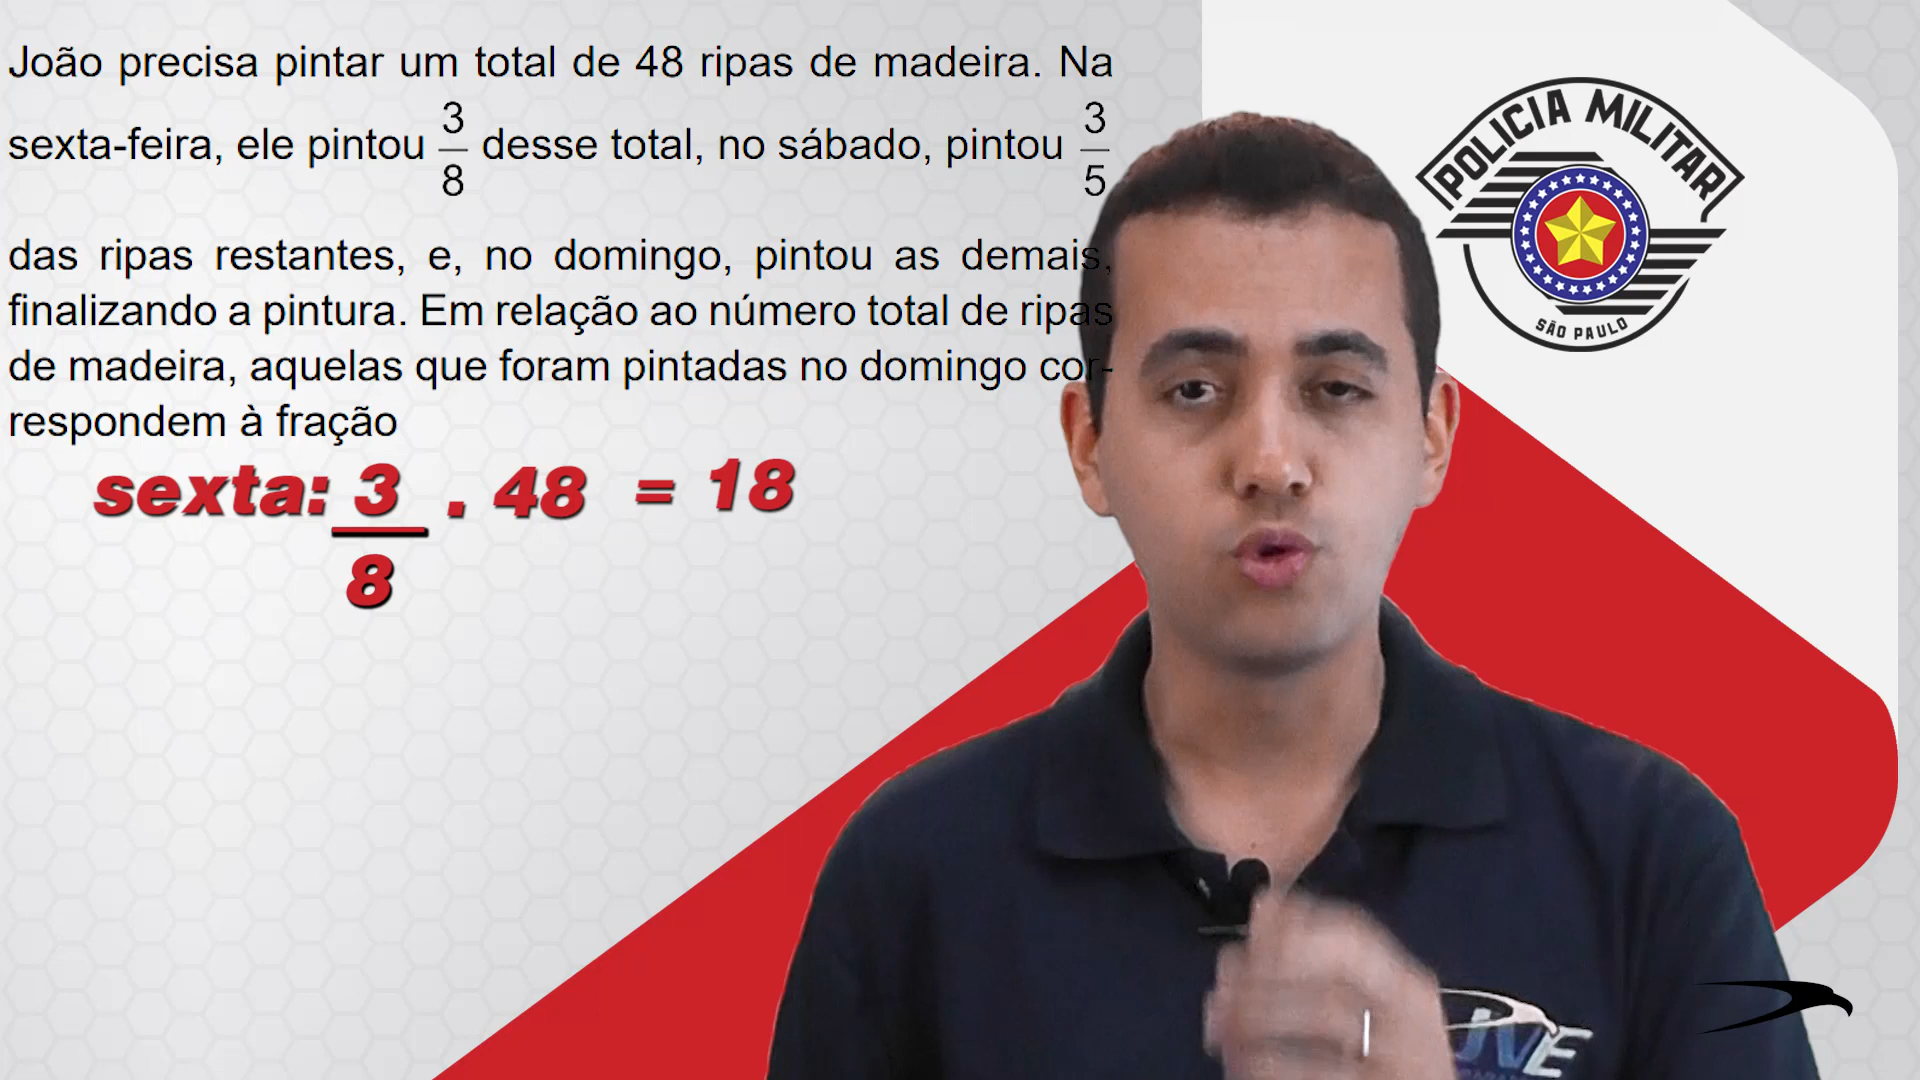 João precisa pintar um total de 48 ripas de madeira. Na
sexta-feira, ele pintou 3/8 desse total, no sábado, pintou 3/5
das ripas restantes, e, no domingo, pintou as demais,
finalizando a pintura. Em relação ao número total de ripas
de madeira, aquelas que foram pintadas no domingo cor-
respondem à fração
sexta: 3/8 . 48 = 18
POLICIA MILITAR
SÃO PAULO